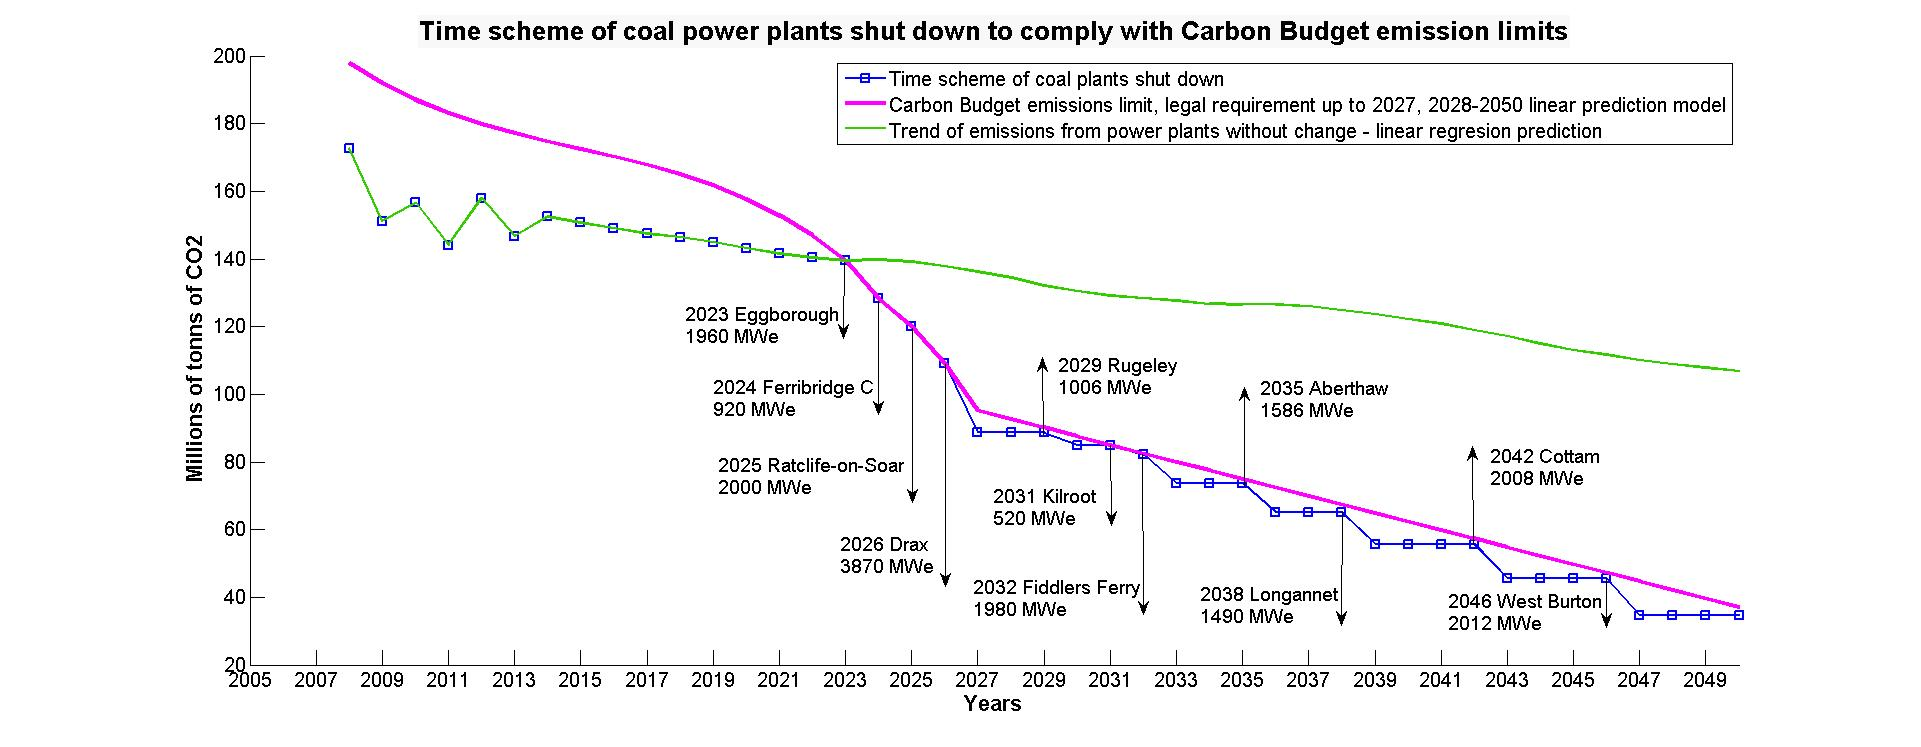 Time scheme of coal power plants shut down to comply with Carbon Budget emission limits
Time scheme of coal plants shut down
Carbon Budget emissions limit, legal requirement up to 2027, 2028-2050 linear prediction model
Trend of emissions from power plants without change - linear regresion prediction
Millions of tonns of CO2
200
180
160
140
120
100
80
60
40
20
2023 Eggborough
1960 MWe
2024 Ferribridge C
920 MWe
2025 Ratclife-on-Soar
2000 MWe
2026 Drax
3870 MWe
2029 Rugeley
1006 MWe
2031 Kilroot
520 MWe
2032 Fiddlers Ferry
1980 MWe
2035 Aberthaw
1586 MWe
2038 Longannet
1490 MWe
2042 Cottam
2008 MWe
2046 West Burton
2012 MWe
2005 2007 2009 2011 2013 2015 2017 2019 2021 2023 2025 2027 2029 2031 2033 2035 2037 2039 2041 2043 2045 2047 2049
Years